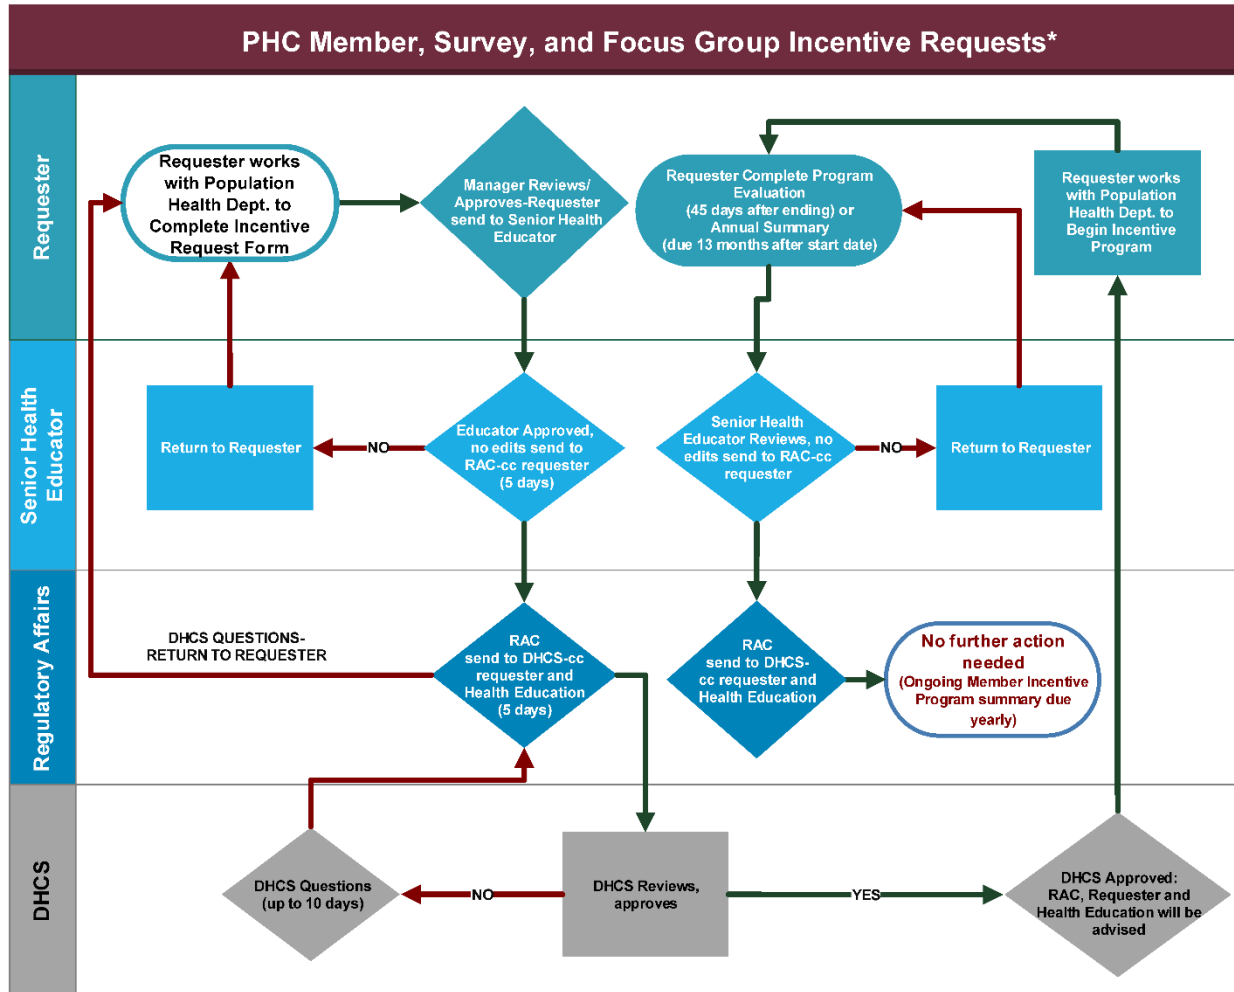 PHC Member, Survey, and Focus Group Incentive Requests*
Requester
Requester works
with Population
Health Dept. to
Complete Incentive
Request Form
Manager Reviews/
Approves-Requester
send to Senior Health
Educator
Requester Complete Program
Evaluation
(45 days after ending) or
Annual Summary
(due 13 months after start date)
Requester works
with Population
Health Dept. to
Begin Incentive
Program
Senior Health
Educator
Return to Requester
NO
Educator Approved,
no edits send to
RAC-cc requester
(5 days)
Senior Health
Educator Reviews, no
edits send to RAC-cc
requester
NO
Return to Requester
Regulatory Affairs
DHCS QUESTIONS-
RETURN TO REQUESTER
RAC
send to DHCS-cc
requester and
Health Education
(5 days)
RAC
send to DHCS-
cc requester and
Health Education
No further action
needed
(Ongoing Member Incentive
Program summary due
yearly)
DHCS
DHCS Questions
(up to 10 days)
NO
DHCS Reviews,
approves
YES
DHCS Approved:
RAC, Requester and
Health Education will be
advised